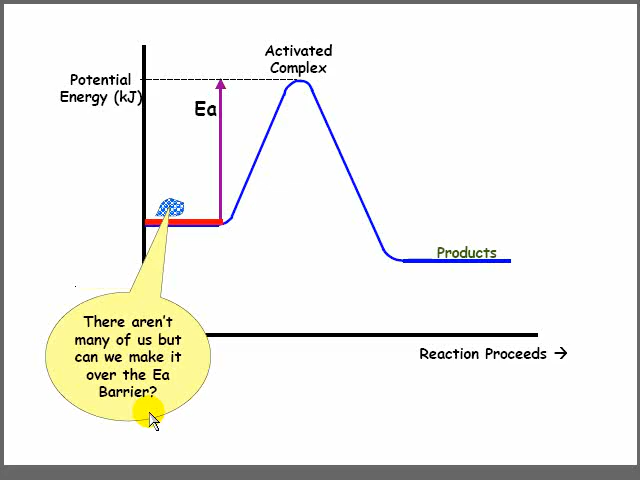 Activated
Complex
Potential
Energy (kJ)
Ea
Products
There aren't
many of us but
can we make it
over the Ea
Barrier?
Reaction Proceeds →